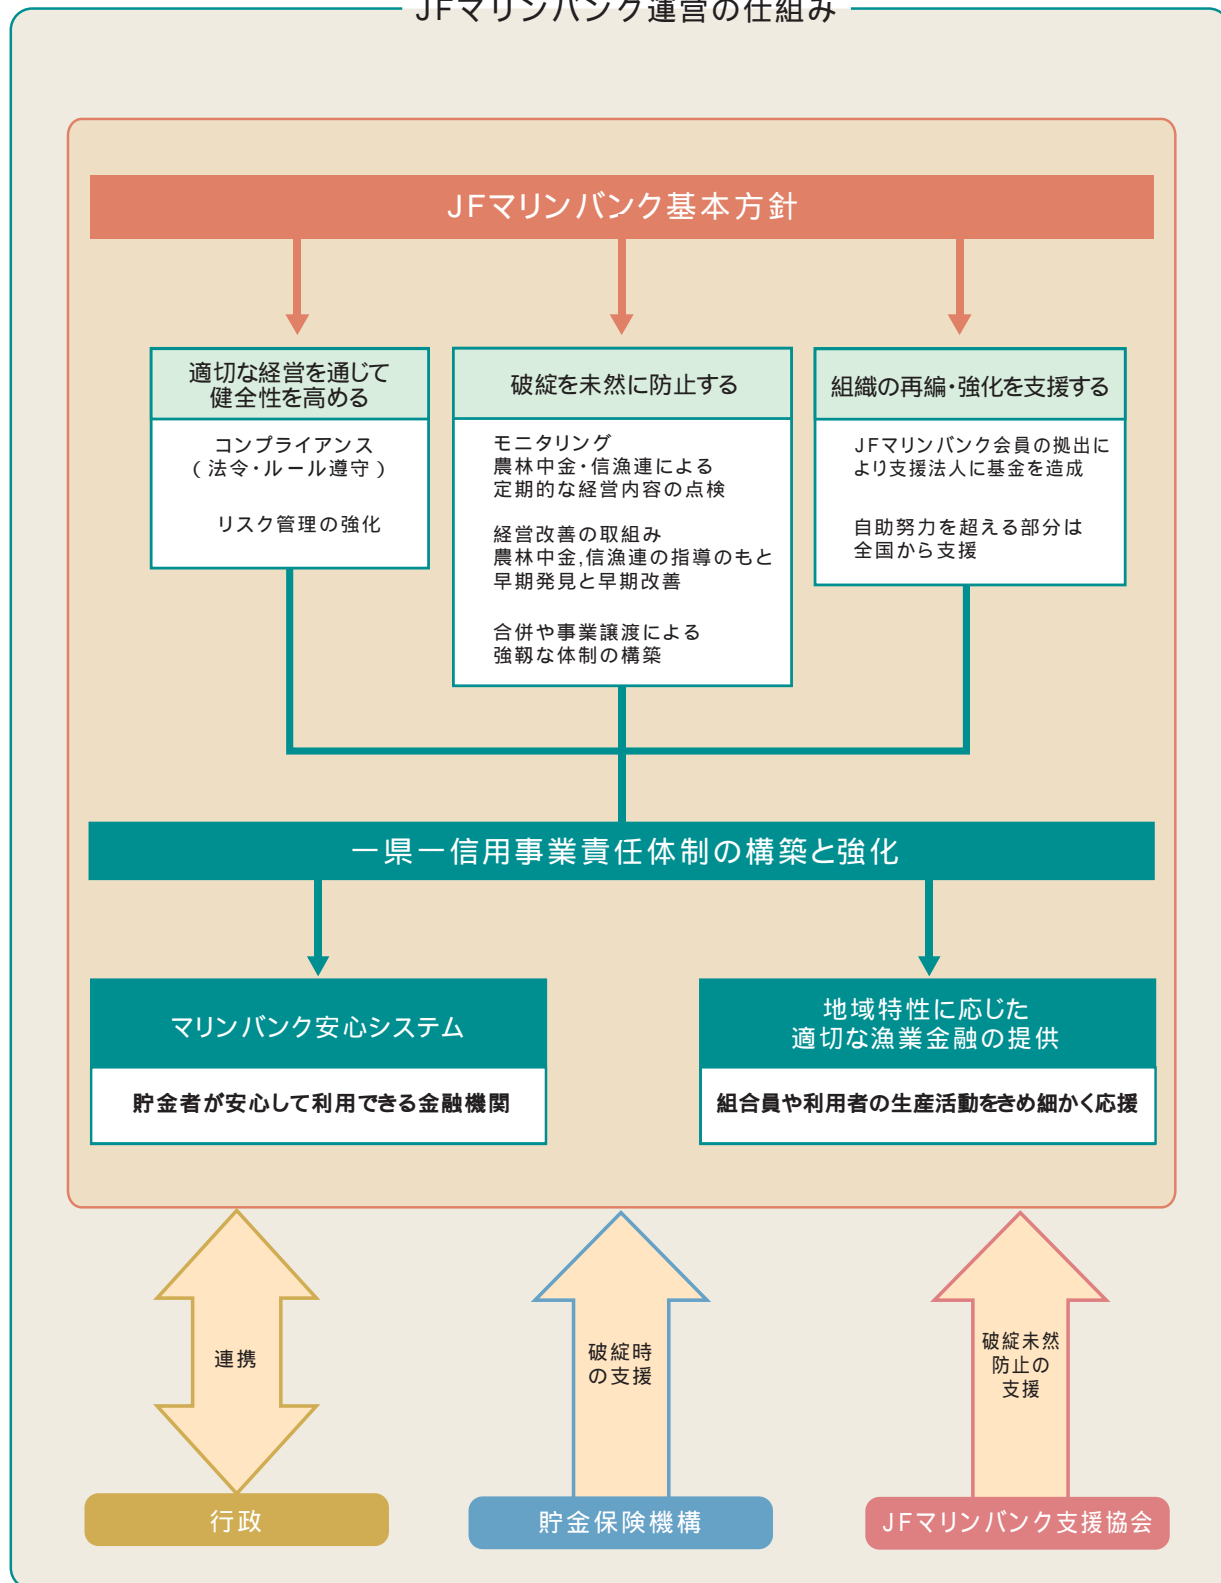 JFマリンバンク運営の仕組み
JFマリンバンク基本方針
適切な経営を通じて
健全性を高める
コンプライアンス
(法令・ルール遵守)
リスク管理の強化
破綻を未然に防止する
モニタリング
農林中金・信漁連による
定期的な経営内容の点検
経営改善の取組み
農林中金,信漁連の指導のもと
早期発見と早期改善
合併や事業譲渡による
強靱な体制の構築
組織の再編・強化を支援する
JFマリンバンク会員の拠出に
より支援法人に基金を造成
自助努力を超える部分は
全国から支援
一県一信用事業責任体制の構築と強化
マリンバンク安心システム
貯金者が安心して利用できる金融機関
地域特性に応じた
適切な漁業金融の提供
組合員や利用者の生産活動をきめ細かく応援
連携
破綻時
の支援
破綻未然
防止の
支援
行政
貯金保険機構
JFマリンバンク支援協会